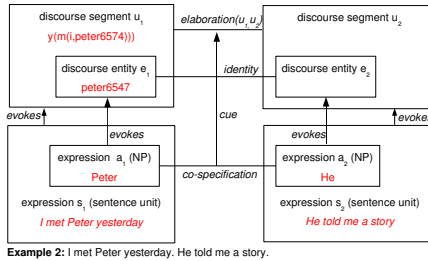 discourse segment u1
y(m(i,peter6574)))
elaboration(u1,u2)
discourse segment u2
discourse entity e1
peter6547
identity
discourse entity e2
evokes
evokes
cue
evokes
evokes
expression a1 (NP)
Peter
co-specification
expression a2 (NP)
He
expression s1 (sentence unit)
I met Peter yesterday
expression s2 (sentence unit)
He told me a story
Example 2: I met Peter yesterday. He told me a story.